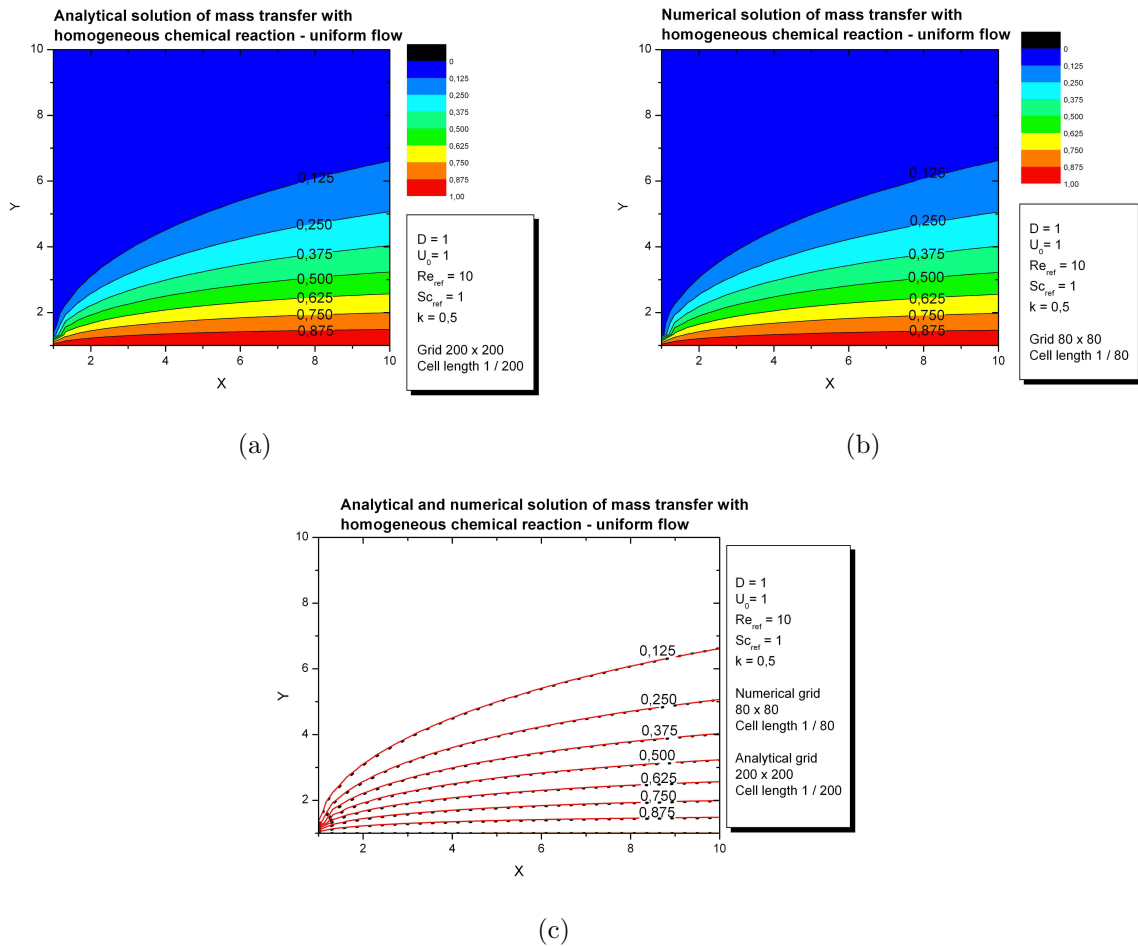 Analytical solution of mass transfer with
homogeneous chemical reaction - uniform flow
10
8
6
4
2
Y
2
4
6
8
10
X
0,125
0,250
0,375
0,500
0,625
0,750
0,875
0
0,125
0,250
0,375
0,500
0,625
0,750
0,875
1,00
D = 1
U0= 1
Reref = 10
Scref = 1
k = 0,5
Grid 200 x 200
Cell length 1 / 200
(a)
Numerical solution of mass transfer with
homogeneous chemical reaction - uniform flow
10
8
6
4
2
Y
2
4
6
8
10
X
0,125
0,250
0,375
0,500
0,625
0,750
0,875
0
0,125
0,250
0,375
0,500
0,625
0,750
0,875
1,00
D = 1
U0= 1
Reref = 10
Scref = 1
k = 0,5
Grid 80 x 80
Cell length 1 / 80
(b)
Analytical and numerical solution of mass transfer with
homogeneous chemical reaction - uniform flow
10
8
6
4
2
Y
2
4
6
8
10
X
0,125
0,250
0,375
0,500
0,625
0,750
0,875
D = 1
U0= 1
Reref = 10
Scref = 1
k = 0,5
Numerical grid
80 x 80
Cell length 1 / 80
Analytical grid
200 x 200
Cell length 1 / 200
(c)